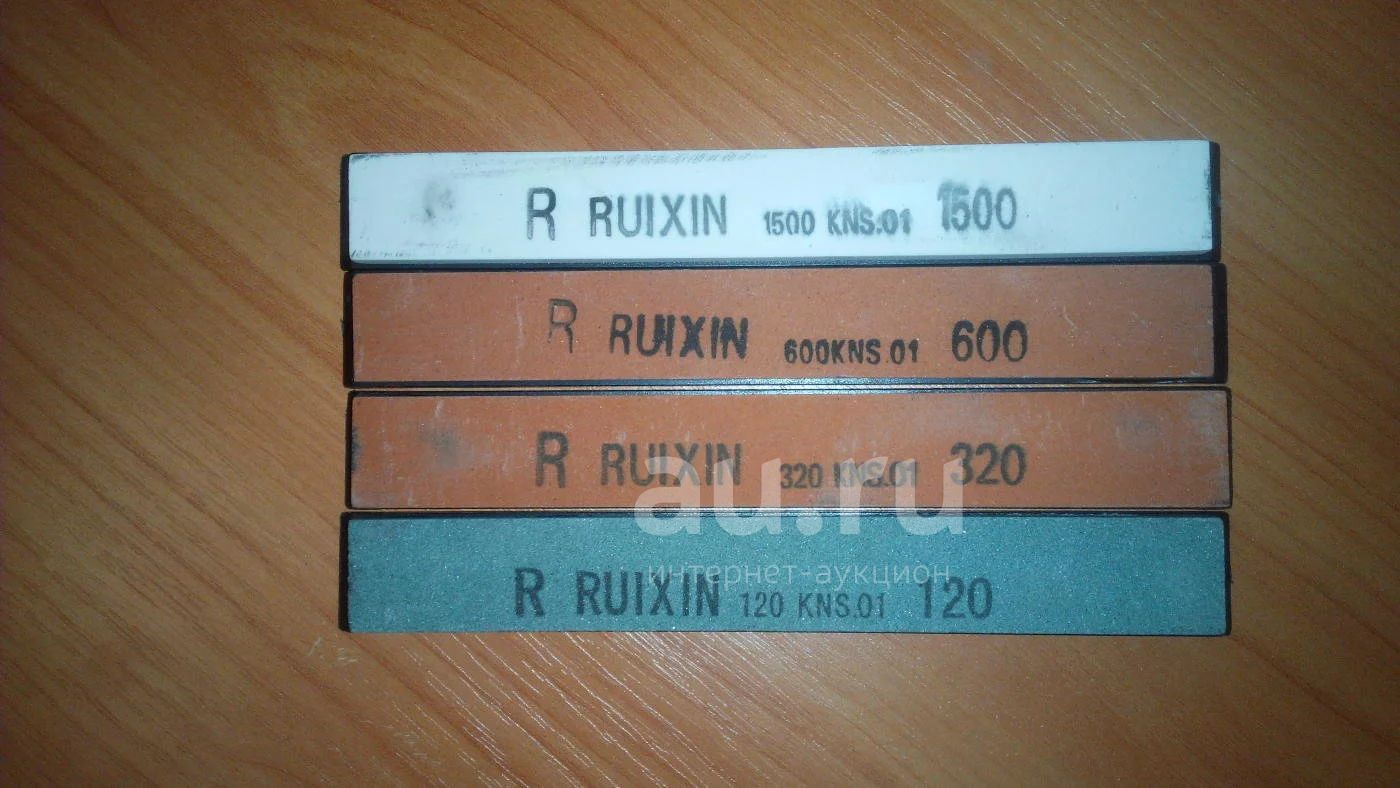 R RUIXIN 1500 KNS.01 1500
R RUIXIN 600KNS.01 600
R RUIXIN 320 KNS.01 320
au.ru
интернет-аукцион
R RUIXIN 120 KNS.01 120